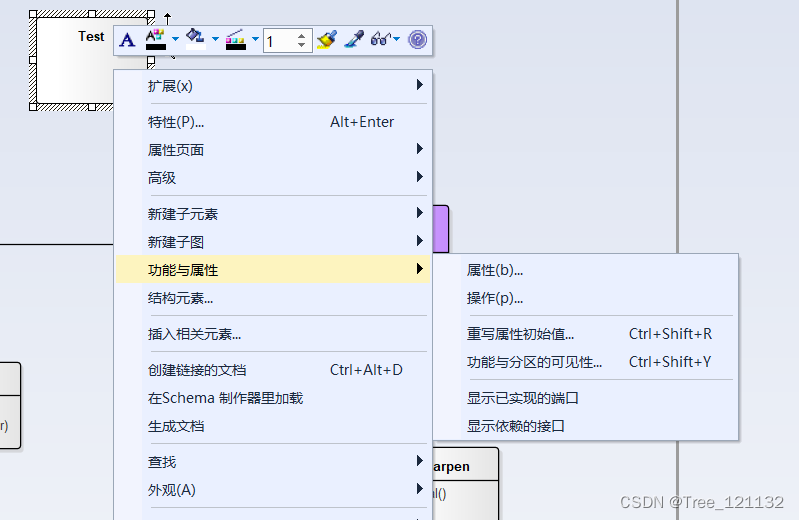 Test
A A 1
扩展(x)
特性(P)... Alt+Enter
属性页面
高级
新建子元素
新建子图
功能与属性
属性(b)...
结构元素...
操作(p)...
插入相关元素...
重写属性初始值... Ctrl+Shift+R
创建链接的文档 Ctrl+Alt+D
功能与分区的可见性... Ctrl+Shift+Y
在Schema 制作器里加载
显示已实现的端口
生成文档
显示依赖的接口
r)
查找
arpen
外观(A)
l()
CSDN @Tree_121132